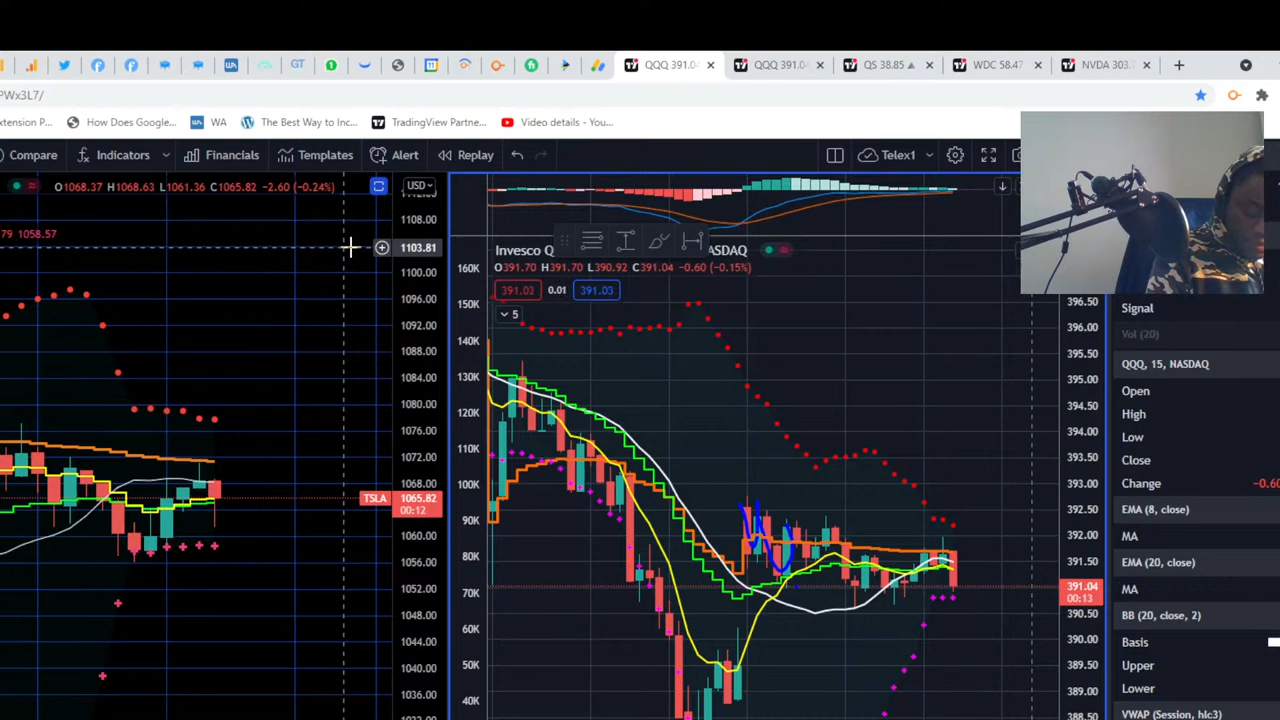 QQQ 391.0
QQQ 391.0
QS 38.85
WDC 58.47
NVDA 303.
PWx3L7/
xtension P...
How Does Google...
WA
The Best Way to Inc...
TradingView Partne...
Video details - You...
Compare
Indicators
Financials
Templates
Alert
Replay
Telex1
O1068.37 H1068.63 L1061.36 C1065.82 -2.60 (-0.24%)
USD
79 1058.57
1112.00
1108.00
1103.81
1100.00
1096.00
1092.00
1088.00
1084.00
1080.00
1076.00
1072.00
1068.00
TSLA
1065.82
00:12
1060.00
1056.00
1052.00
1048.00
1044.00
1040.00
1036.00
1032.00
Invesco Q
ASDAQ
O391.70 H391.70 L390.92 C391.04 -0.60 (-0.15%)
391.02
0.01
391.03
5
160K
150K
140K
130K
120K
110K
100K
90K
80K
70K
60K
50K
40K
396.50
396.00
395.50
395.00
394.50
394.00
393.50
393.00
392.50
392.00
391.50
391.04
00:13
390.50
390.00
389.50
389.00
388.50
Signal
Vol (20)
QQQ, 15, NASDAQ
Open
High
Low
Close
Change
-0.60
EMA (8, close)
MA
EMA (20, close)
MA
BB (20, close, 2)
Basis
Upper
Lower
VWAP (Session, hlc3)